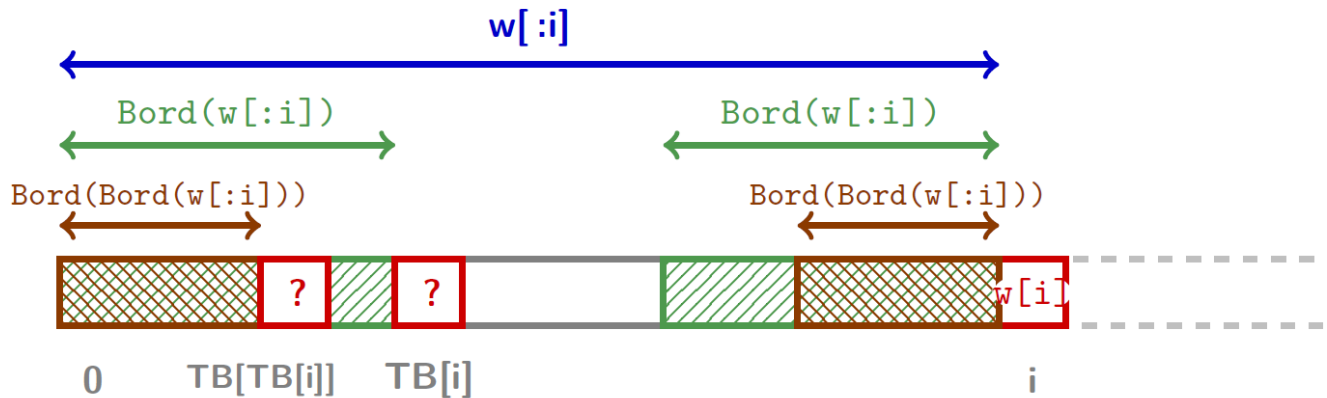 w[ :i]
Bord(w[:i]) Bord(w[:i])
Bord(Bord(w[:i])) Bord(Bord(w[:i]))
? ? w[i]
0 TB[TB[i]] TB[i] i